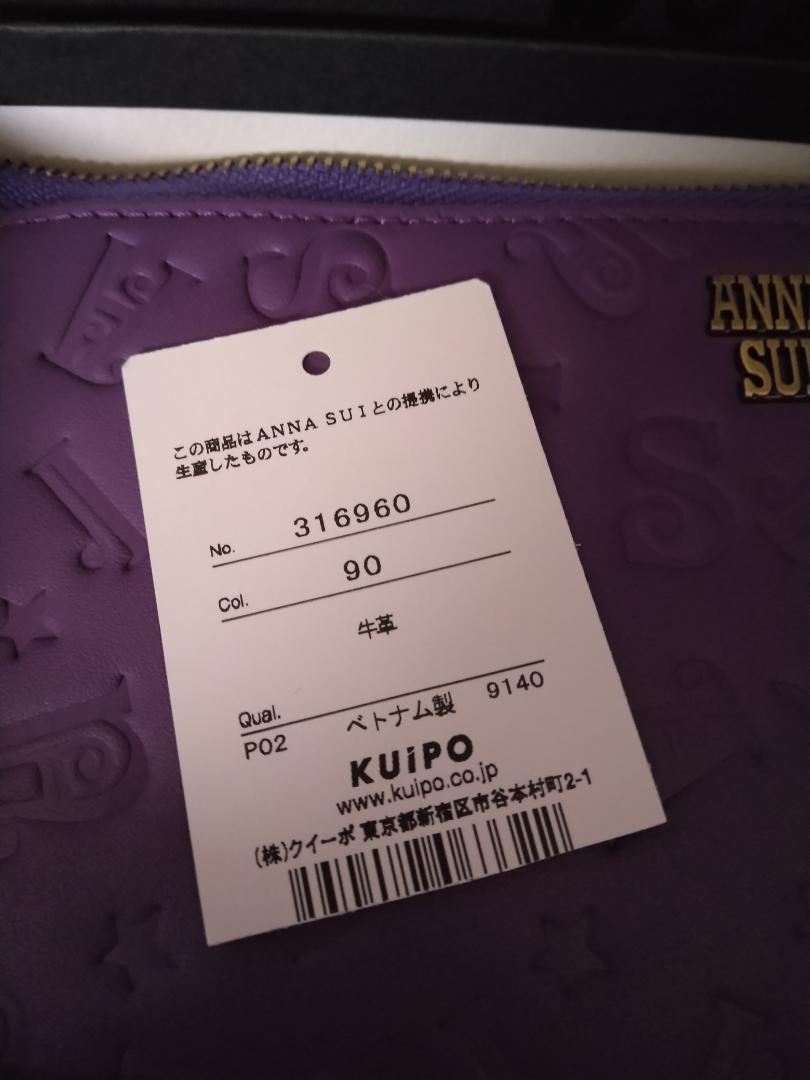 ANNA
SUI
この商品はANNA SUIとの提携により
生産したものです。
No. 316960
Col. 90
牛革
Qual.
P02 ベトナム製 9140
KUiPO
www.kuipo.co.jp
(株)クイーポ 東京都新宿区市谷本村町2-1